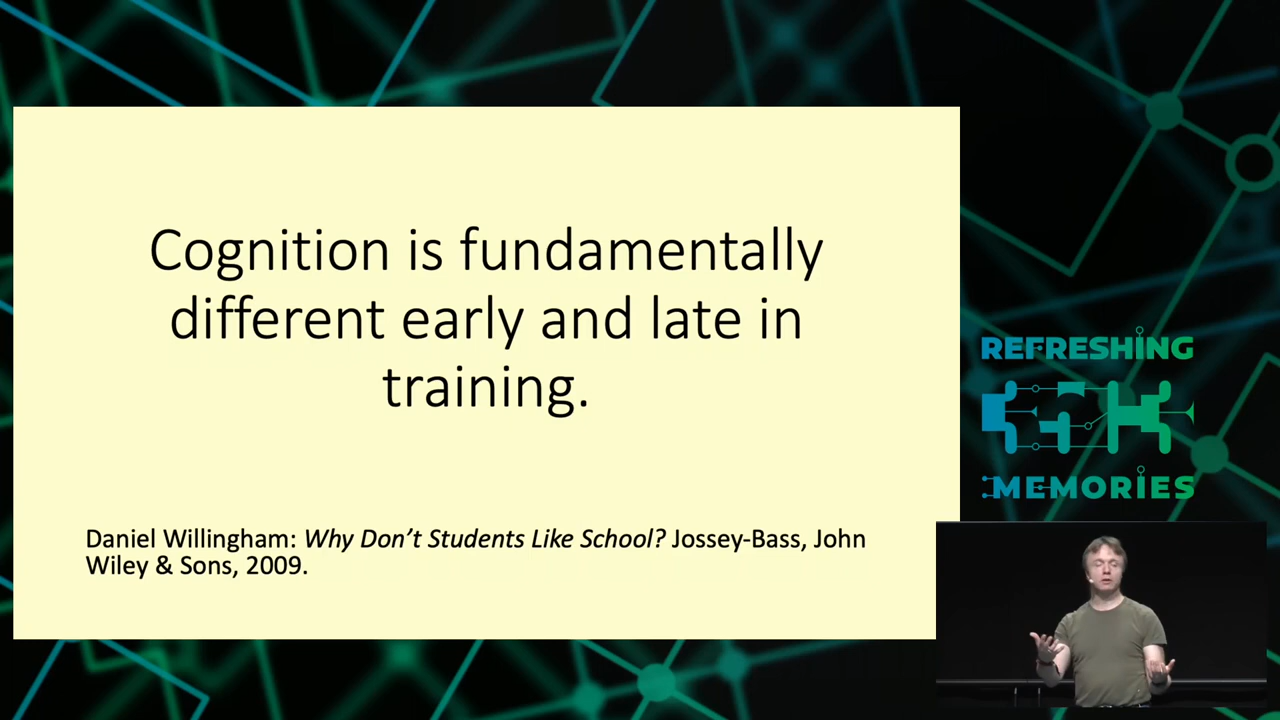 Cognition is fundamentally
different early and late in
training.
Daniel Willingham: Why Don’t Students Like School? Jossey-Bass, John
Wiley & Sons, 2009.
REFRESHING
MEMORIES